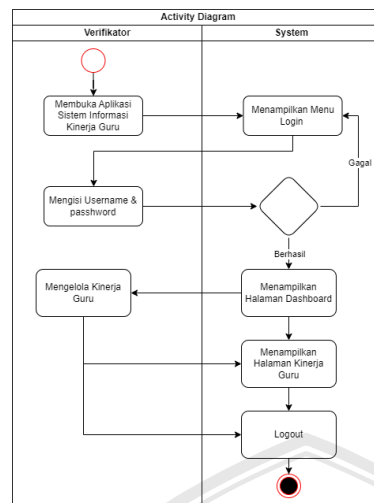 Activity Diagram
Verifikator
System
Membuka Aplikasi
Sistem Informasi
Kinerja Guru
Menampilkan Menu
Login
Gagal
Mengisi Username &
passhword
Berhasil
Mengelola Kinerja
Guru
Menampilkan
Halaman Dashboard
Menampilkan
Halaman Kinerja
Guru
Logout